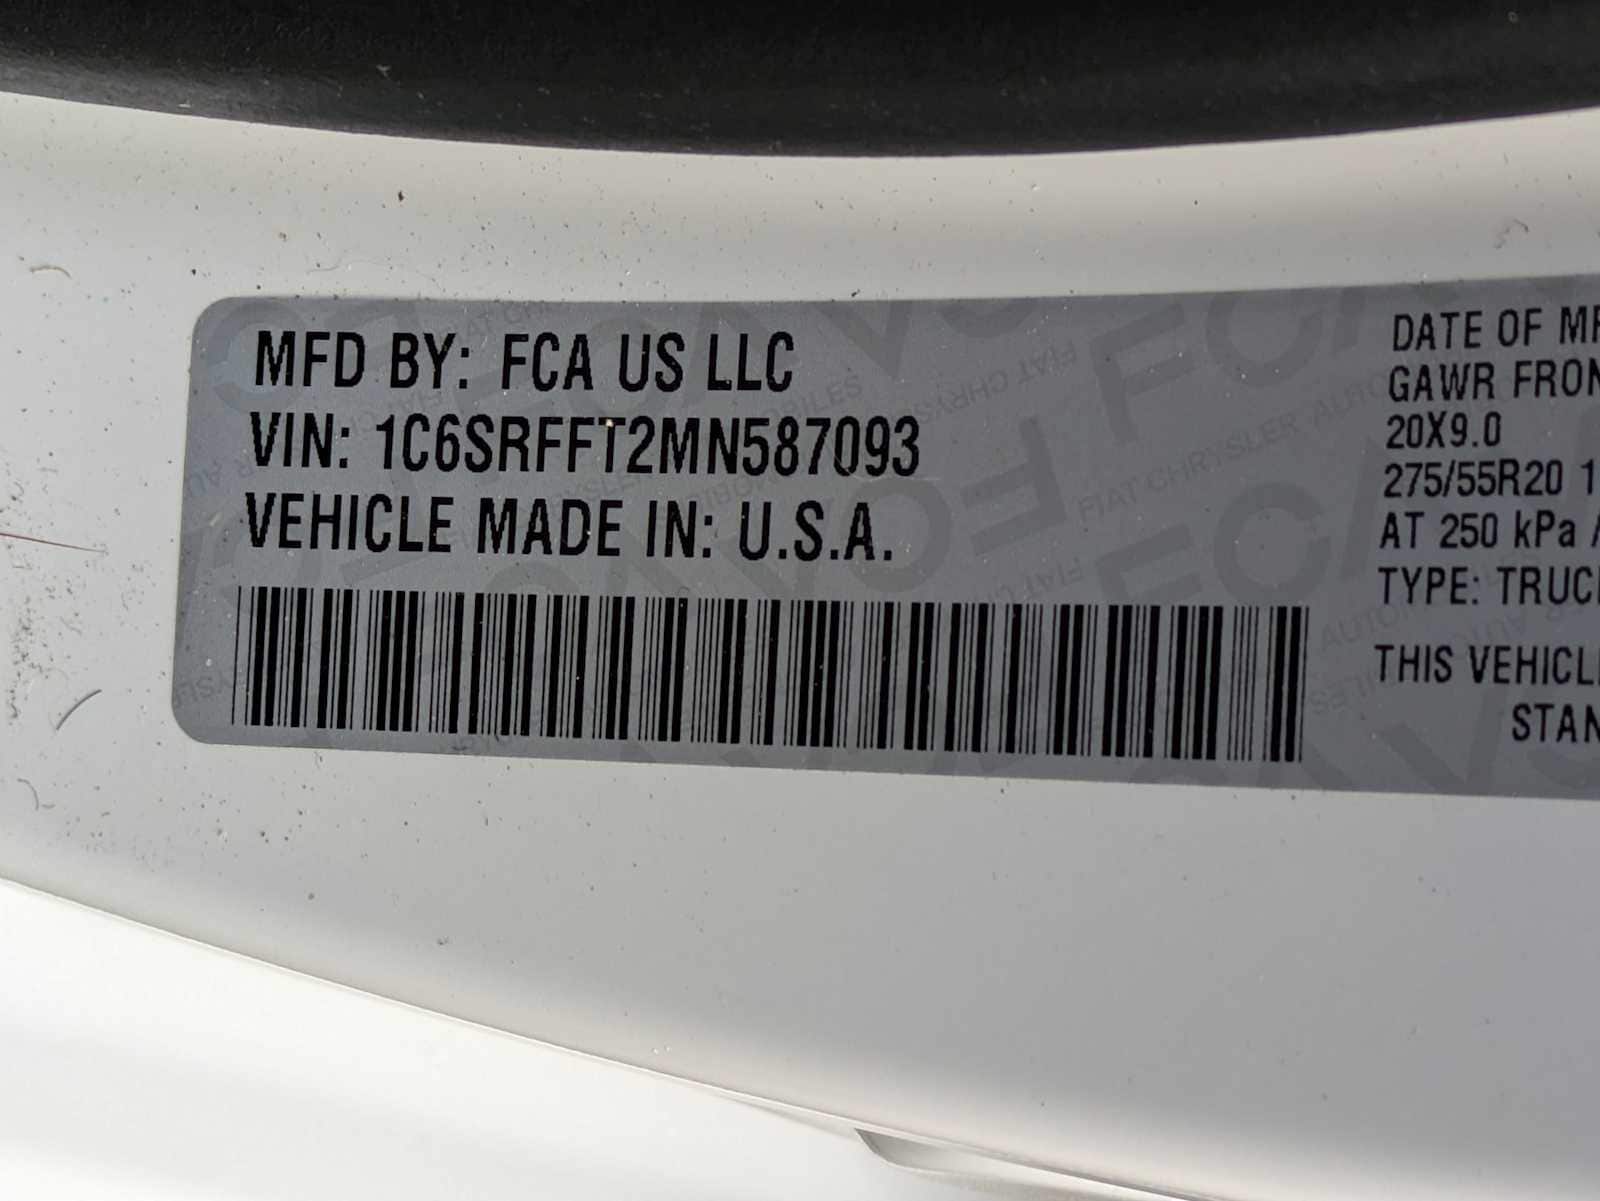 MFD BY: FCA US LLC
VIN: 1C6SRFFT2MN587093
VEHICLE MADE IN: U.S.A.
DATE OF
GAWR
20X9.0
275/55R20
AT 250 kPa
TYPE:
THIS